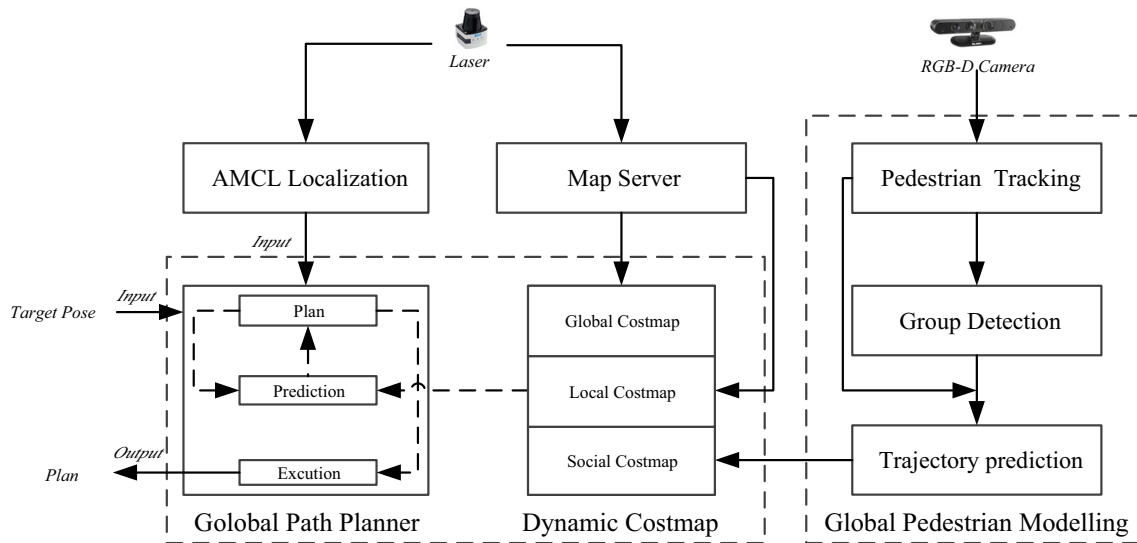 Laser
RGB-D Camera
AMCL Localization
Map Server
Pedestrian Tracking
Input
Target Pose
Input
Plan
Global Costmap
Group Detection
Prediction
Local Costmap
Output
Plan
Excution
Social Costmap
Trajectory prediction
Golobal Path Planner
Dynamic Costmap
Global Pedestrian Modelling